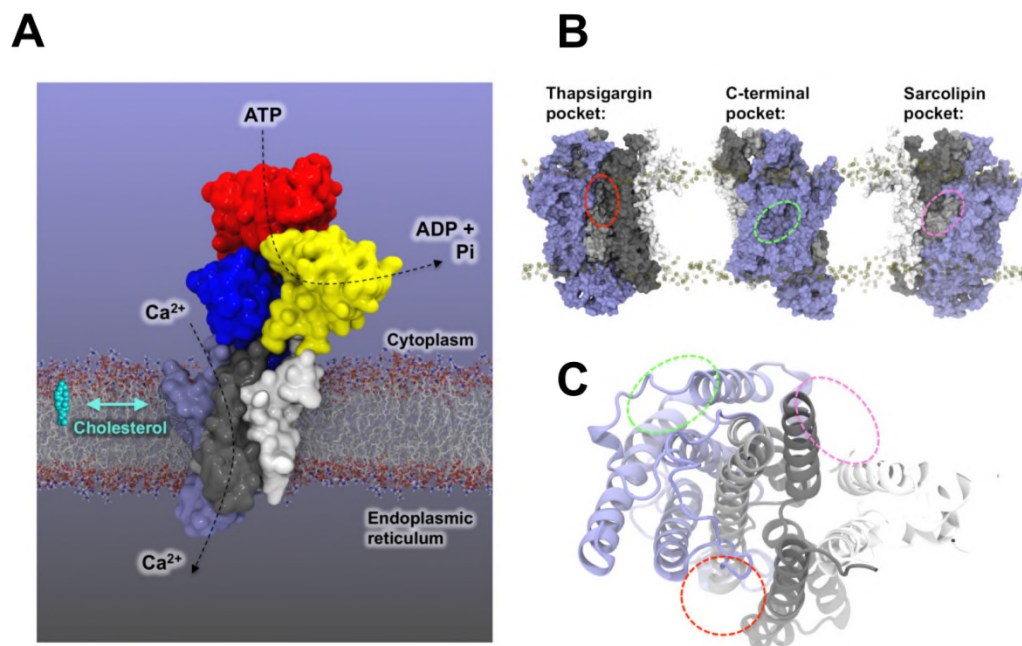 A
ATP
ADP +
Pi
Ca²⁺
Cytoplasm
Cholesterol
Endoplasmic
reticulum
Ca²⁺
B
Thapsigargin
pocket:
C-terminal
pocket:
Sarcolipin
pocket:
C